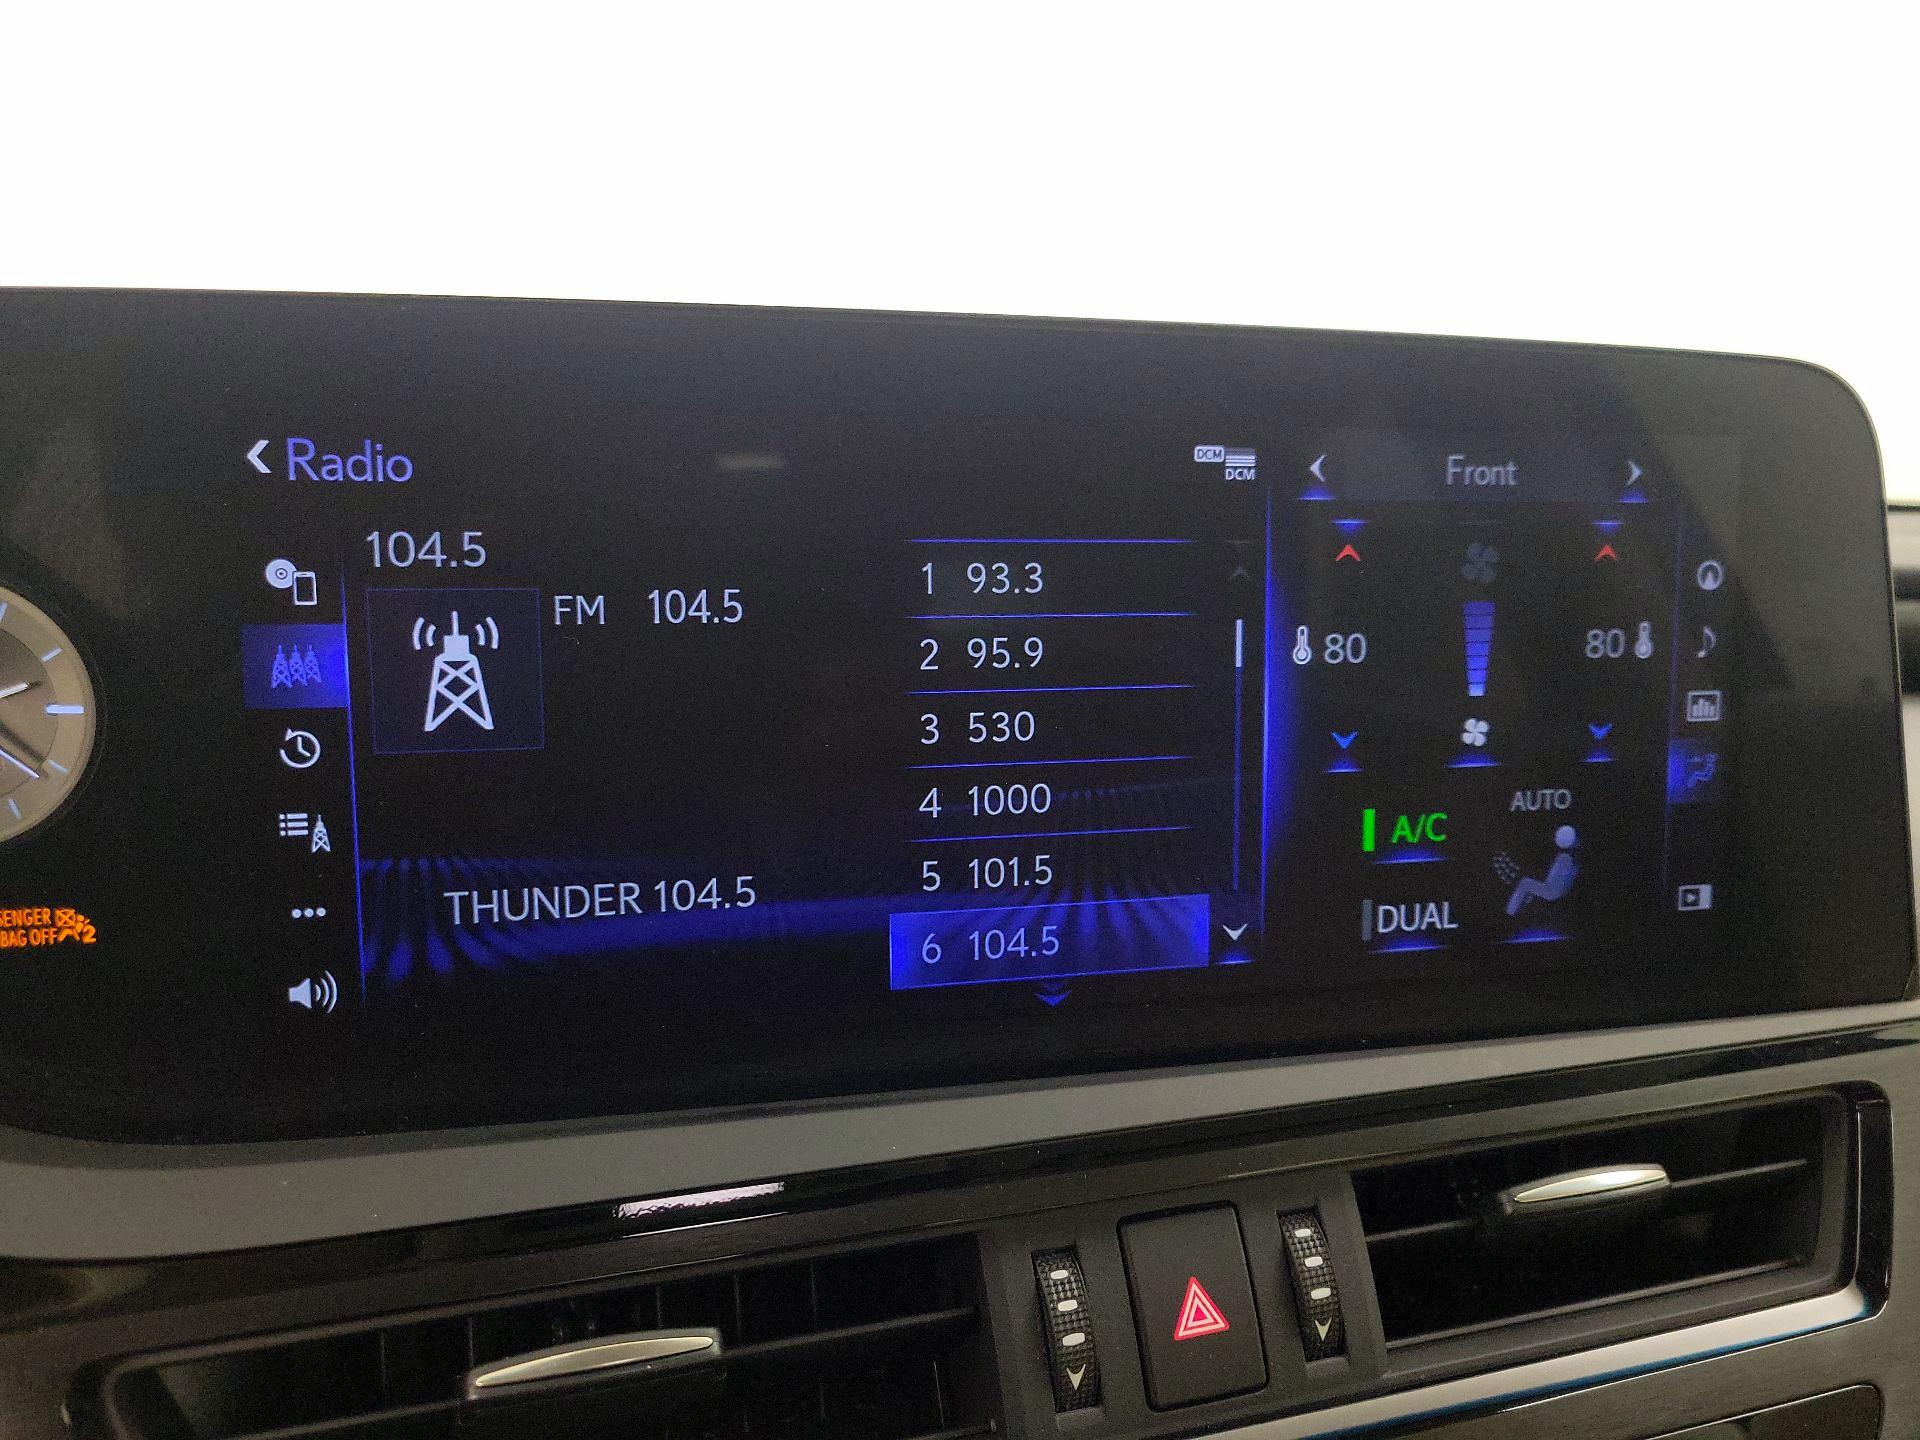 Radio
DCM
DCM
Front
104.5
FM 104.5
1 93.3
2 95.9
3 530
4 1000
5 101.5
6 104.5
THUNDER 104.5
80
80
A/C
AUTO
DUAL
SENGER
BAG OFF 2